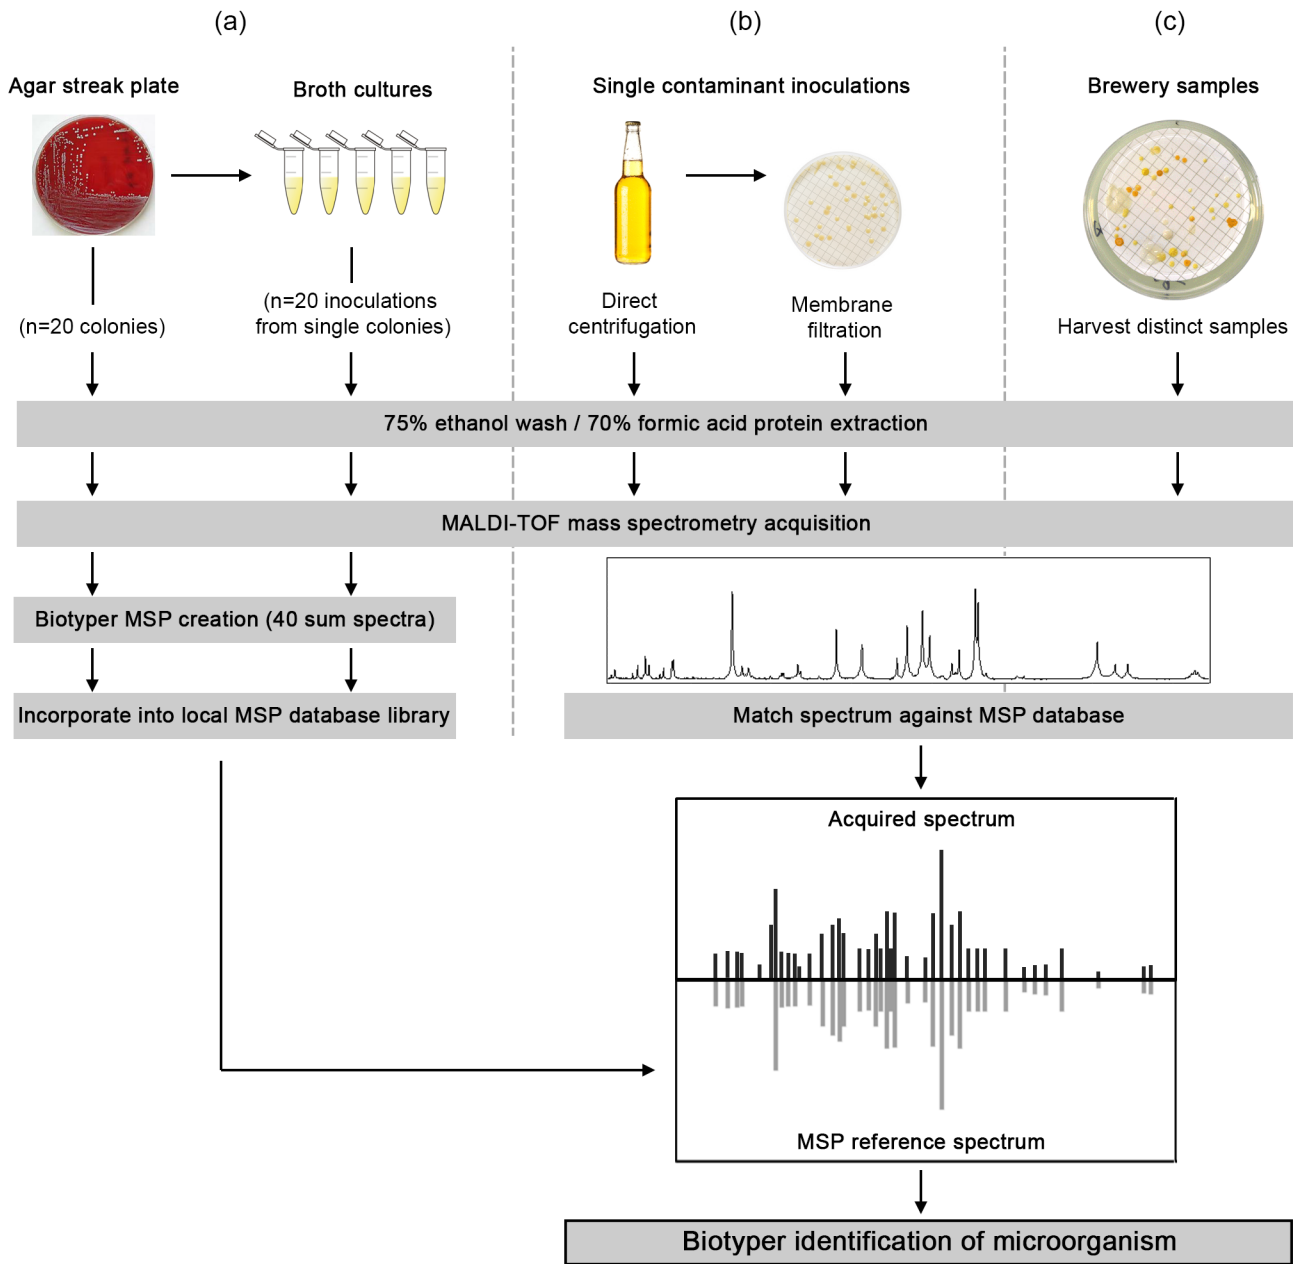 (a)
(b)
(c)
Agar streak plate
Broth cultures
Single contaminant inoculations
Brewery samples
(n=20 colonies)
(n=20 inoculations
from single colonies)
Direct
centrifugation
Membrane
filtration
Harvest distinct samples
75% ethanol wash / 70% formic acid protein extraction
MALDI-TOF mass spectrometry acquisition
Biotyper MSP creation (40 sum spectra)
Incorporate into local MSP database library
Match spectrum against MSP database
Acquired spectrum
MSP reference spectrum
Biotyper identification of microorganism